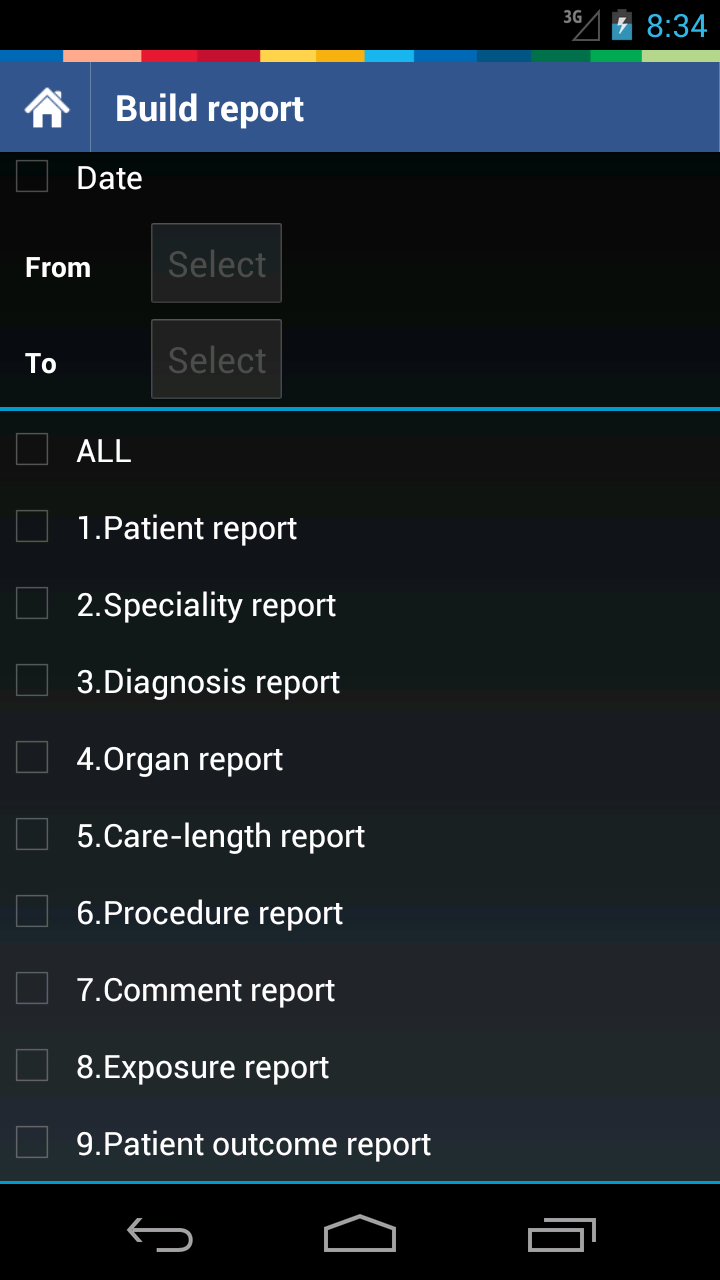 3G 8:34
Build report
Date
From Select
To Select
ALL
1.Patient report
2.Speciality report
3.Diagnosis report
4.Organ report
5.Care-length report
6.Procedure report
7.Comment report
8.Exposure report
9.Patient outcome report